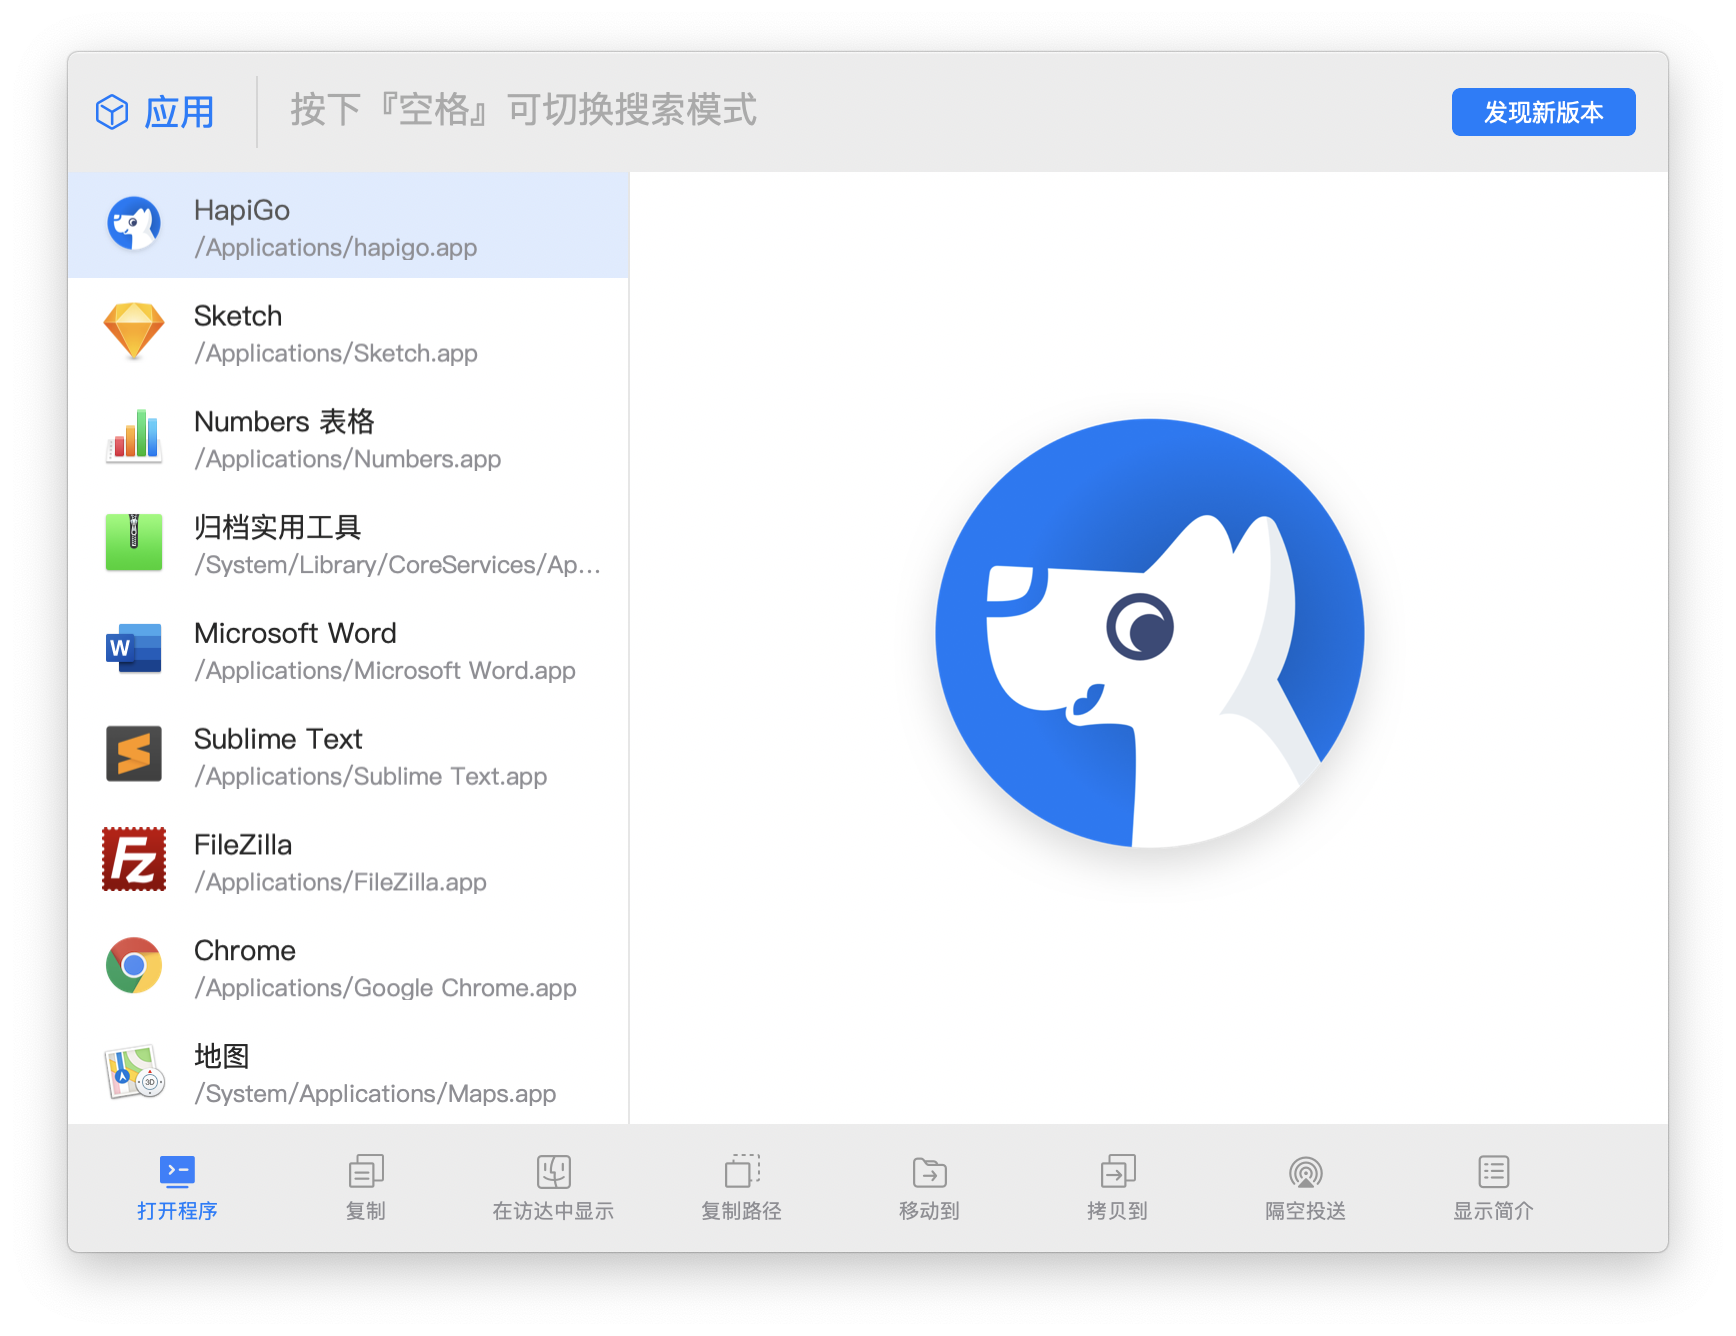 应用
按下『空格』可切换搜索模式
发现新版本
HapiGo
/Applications/hapigo.app
Sketch
/Applications/Sketch.app
Numbers 表格
/Applications/Numbers.app
归档实用工具
/System/Library/CoreServices/Ap...
W
Microsoft Word
/Applications/Microsoft Word.app
Sublime Text
/Applications/Sublime Text.app
Fz
FileZilla
/Applications/FileZilla.app
Chrome
/Applications/Google Chrome.app
3D
地图
/System/Applications/Maps.app
打开程序
复制
在访达中显示
复制路径
移动到
拷贝到
隔空投送
显示简介